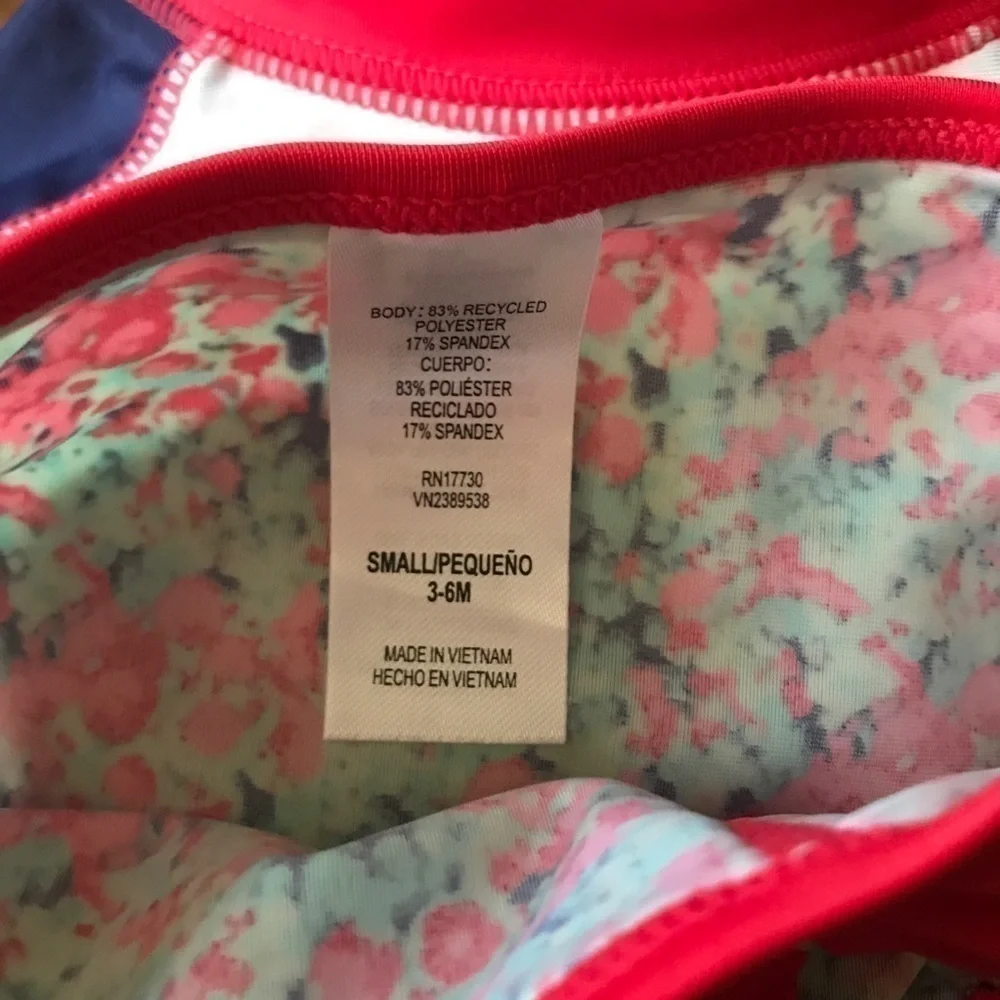 BODY: 83% RECYCLED
POLYESTER
17% SPANDEX
CUERPO:
83% POLIÉSTER
RECICLADO
17% SPANDEX
RN17730
VN2389538
SMALL/PEQUEÑO
3-6M
MADE IN VIETNAM
HECHO EN VIETNAM